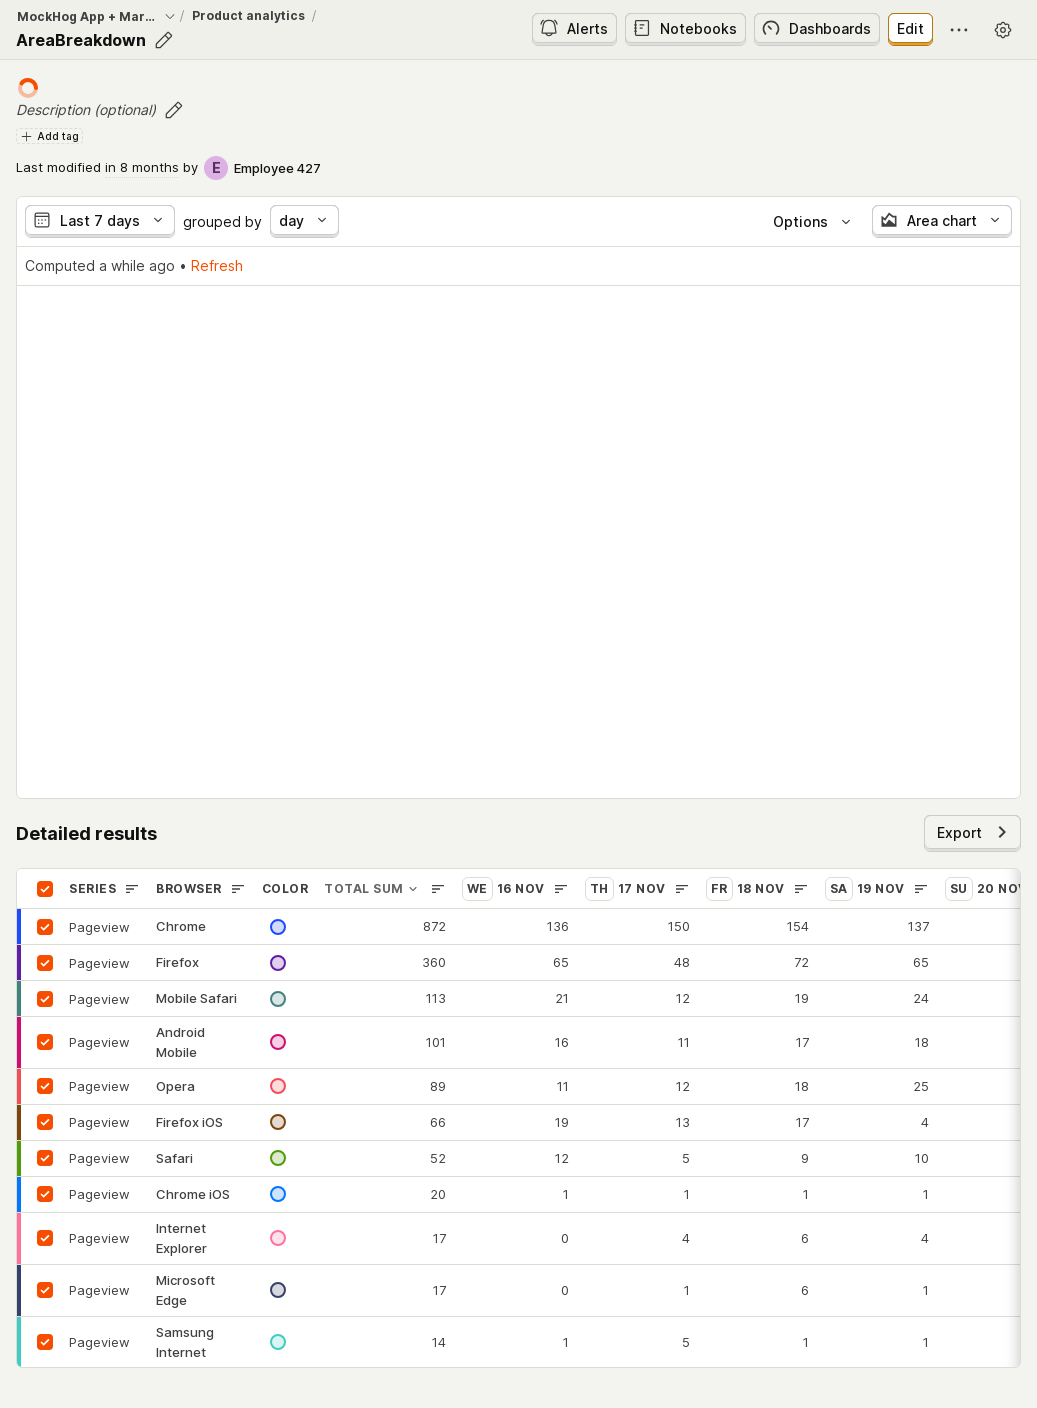 MockHog App + Mar... / Product analytics /
AreaBreakdown
Alerts Notebooks Dashboards Edit
Description (optional)
Add tag
Last modified in 8 months by E Employee 427
Last 7 days grouped by day Options Area chart
Computed a while ago • Refresh
Detailed results Export
SERIES BROWSER COLOR TOTAL SUM WE 16 NOV TH 17 NOV FR 18 NOV SA 19 NOV SU 20 NOV
Pageview Chrome 872 136 150 154 137
Pageview Firefox 360 65 48 72 65
Pageview Mobile Safari 113 21 12 19 24
Pageview Android Mobile 101 16 11 17 18
Pageview Opera 89 11 12 18 25
Pageview Firefox iOS 66 19 13 17 4
Pageview Safari 52 12 5 9 10
Pageview Chrome iOS 20 1 1 1 1
Pageview Internet Explorer 17 0 4 6 4
Pageview Microsoft Edge 17 0 1 6 1
Pageview Samsung Internet 14 1 5 1 1